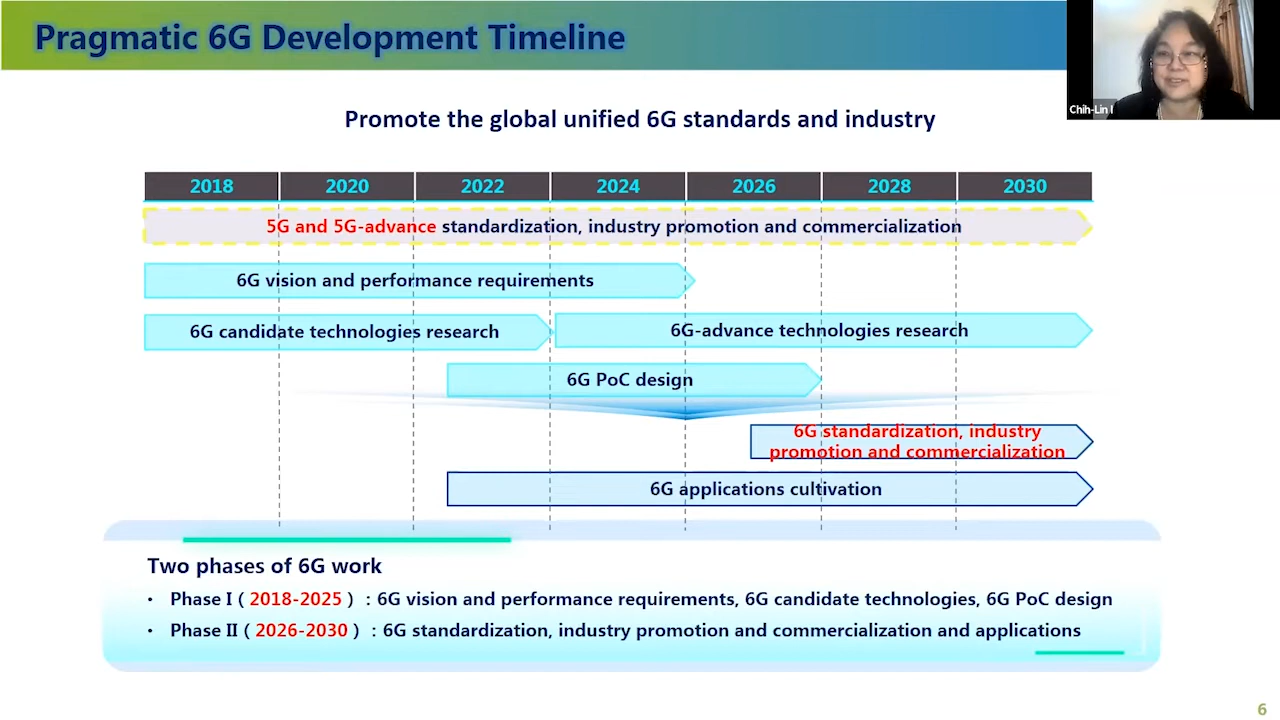 Pragmatic 6G Development Timeline
Chih-Lin I
Promote the global unified 6G standards and industry
2018 2020 2022 2024 2026 2028 2030
5G and 5G-advance standardization, industry promotion and commercialization
6G vision and performance requirements
6G candidate technologies research
6G-advance technologies research
6G PoC design
6G standardization, industry
promotion and commercialization
6G applications cultivation
Two phases of 6G work
• Phase I ( 2018-2025 ) : 6G vision and performance requirements, 6G candidate technologies, 6G PoC design
• Phase II ( 2026-2030 ) : 6G standardization, industry promotion and commercialization and applications
6